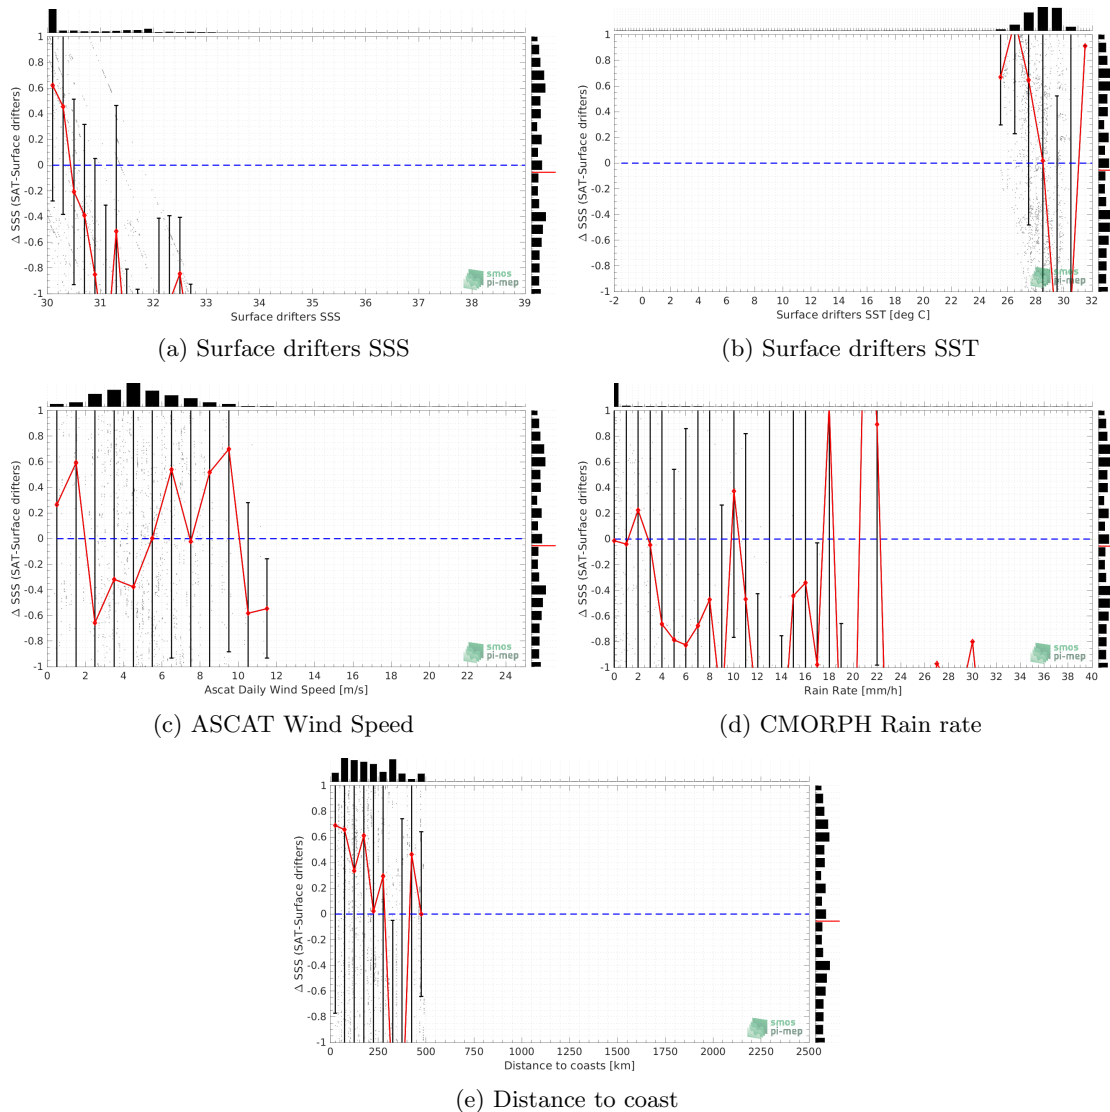 1
0.8
0.6
0.4
0.2
0
-0.2
-0.4
-0.6
-0.8
-1
Δ SSS (SAT-Surface drifters)
smos
pi-mep
30 31 32 33 34 35 36 37 38 39
Surface drifters SSS
(a) Surface drifters SSS
1
0.8
0.6
0.4
0.2
0
-0.2
-0.4
-0.6
-0.8
-1
Δ SSS (SAT-Surface drifters)
smos
pi-mep
-2 0 2 4 6 8 10 12 14 16 18 20 22 24 26 28 30 32
Surface drifters SST [deg C]
(b) Surface drifters SST
1
0.8
0.6
0.4
0.2
0
-0.2
-0.4
-0.6
-0.8
-1
Δ SSS (SAT-Surface drifters)
smos
pi-mep
0 2 4 6 8 10 12 14 16 18 20 22 24
Ascat Daily Wind Speed [m/s]
(c) ASCAT Wind Speed
1
0.8
0.6
0.4
0.2
0
-0.2
-0.4
-0.6
-0.8
-1
Δ SSS (SAT-Surface drifters)
smos
pi-mep
0 2 4 6 8 10 12 14 16 18 20 22 24 26 28 30 32 34 36 38 40
Rain Rate [mm/h]
(d) CMORPH Rain rate
1
0.8
0.6
0.4
0.2
0
-0.2
-0.4
-0.6
-0.8
-1
Δ SSS (SAT-Surface drifters)
smos
pi-mep
0 250 500 750 1000 1250 1500 1750 2000 2250 2500
Distance to coasts [km]
(e) Distance to coast